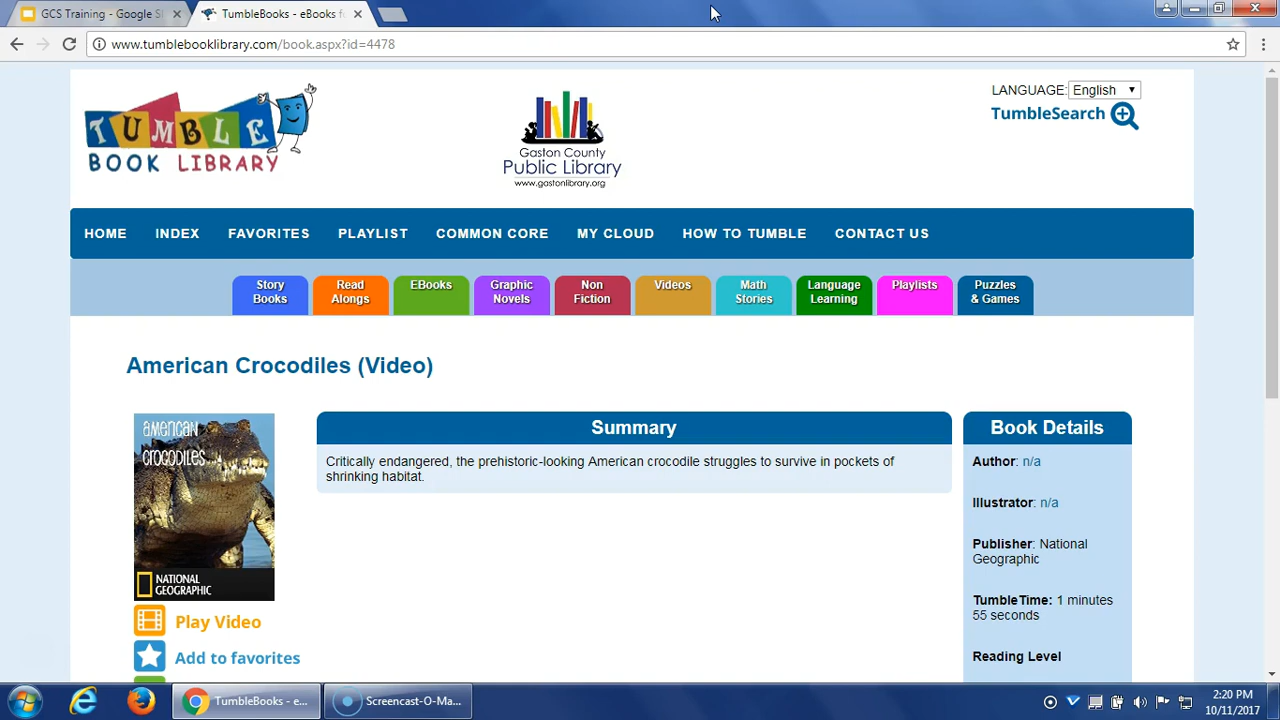 GCS Training - Google Sl
TumbleBooks - eBooks f
www.tumblebooklibrary.com/book.aspx?id=4478
TUMBLE
BOOK LIBRARY
Gaston County
Public Library
www.gastonlibrary.org
LANGUAGE: English
TumbleSearch
HOME INDEX FAVORITES PLAYLIST COMMON CORE MY CLOUD HOW TO TUMBLE CONTACT US
Story Books
Read Alongs
EBooks
Graphic Novels
Non Fiction
Videos
Math Stories
Language Learning
Playlists
Puzzles & Games
American Crocodiles (Video)
american
crocodiles
NATIONAL
GEOGRAPHIC
Play Video
Add to favorites
Summary
Critically endangered, the prehistoric-looking American crocodile struggles to survive in pockets of
shrinking habitat.
Book Details
Author: n/a
Illustrator: n/a
Publisher: National
Geographic
TumbleTime: 1 minutes
55 seconds
Reading Level
TumbleBooks - e...
Screencast-O-Ma...
2:20 PM
10/11/2017